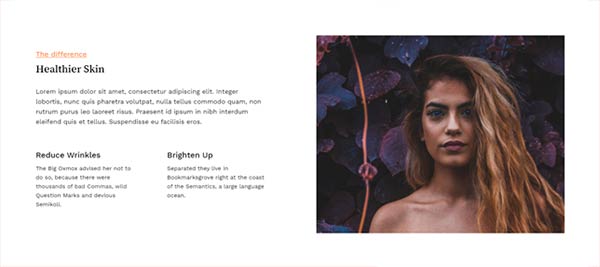 The difference
Healthier Skin
Lorem ipsum dolor sit amet, consectetur adipiscing elit. Integer
lobortis, nunc quis pharetra volutpat, nulla tellus commodo quam, non
rutrum purus leo laoreet risus. Praesent id ipsum in nibh interdum
eleifend quis et tellus. Suspendisse eu facilisis eros.
Reduce Wrinkles
The Big Oxmox advised her not to
do so, because there were
thousands of bad Commas, wild
Question Marks and devious
Semikoli.
Brighten Up
Separated they live in
Bookmarksgrove right at the coast
of the Semantics, a large language
ocean.